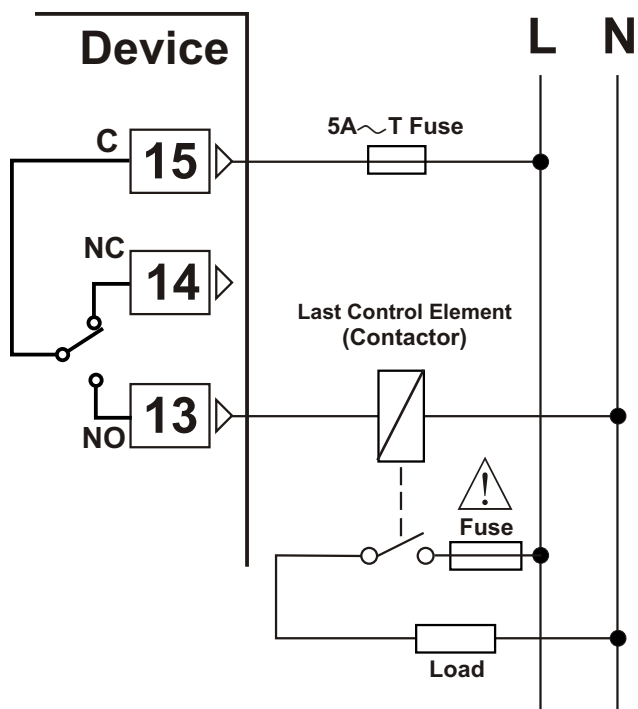 Device
L N
C
15
5A～T Fuse
NC
14
Last Control Element
(Contactor)
13
NO
!
Fuse
Load